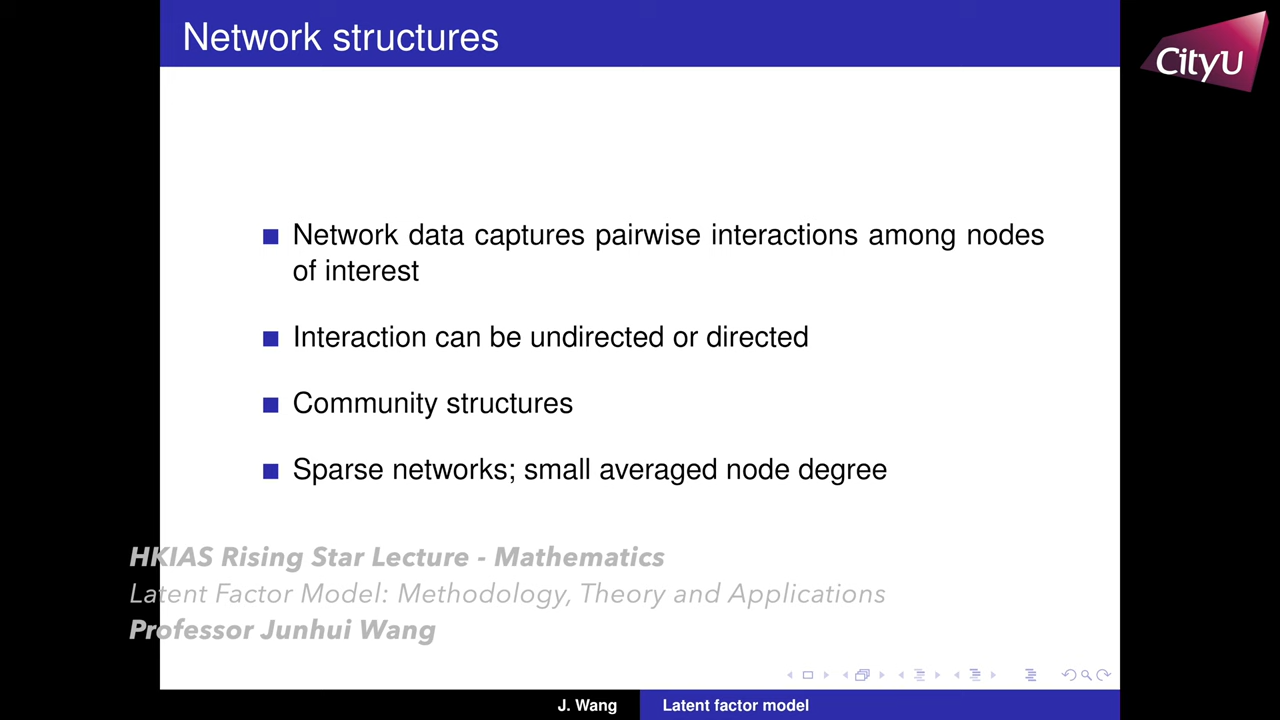 Network structures
CityU
Network data captures pairwise interactions among nodes
of interest
Interaction can be undirected or directed
Community structures
Sparse networks; small averaged node degree
HKIAS Rising Star Lecture - Mathematics
Latent Factor Model: Methodology, Theory and Applications
Professor Junhui Wang
J. Wang
Latent factor model